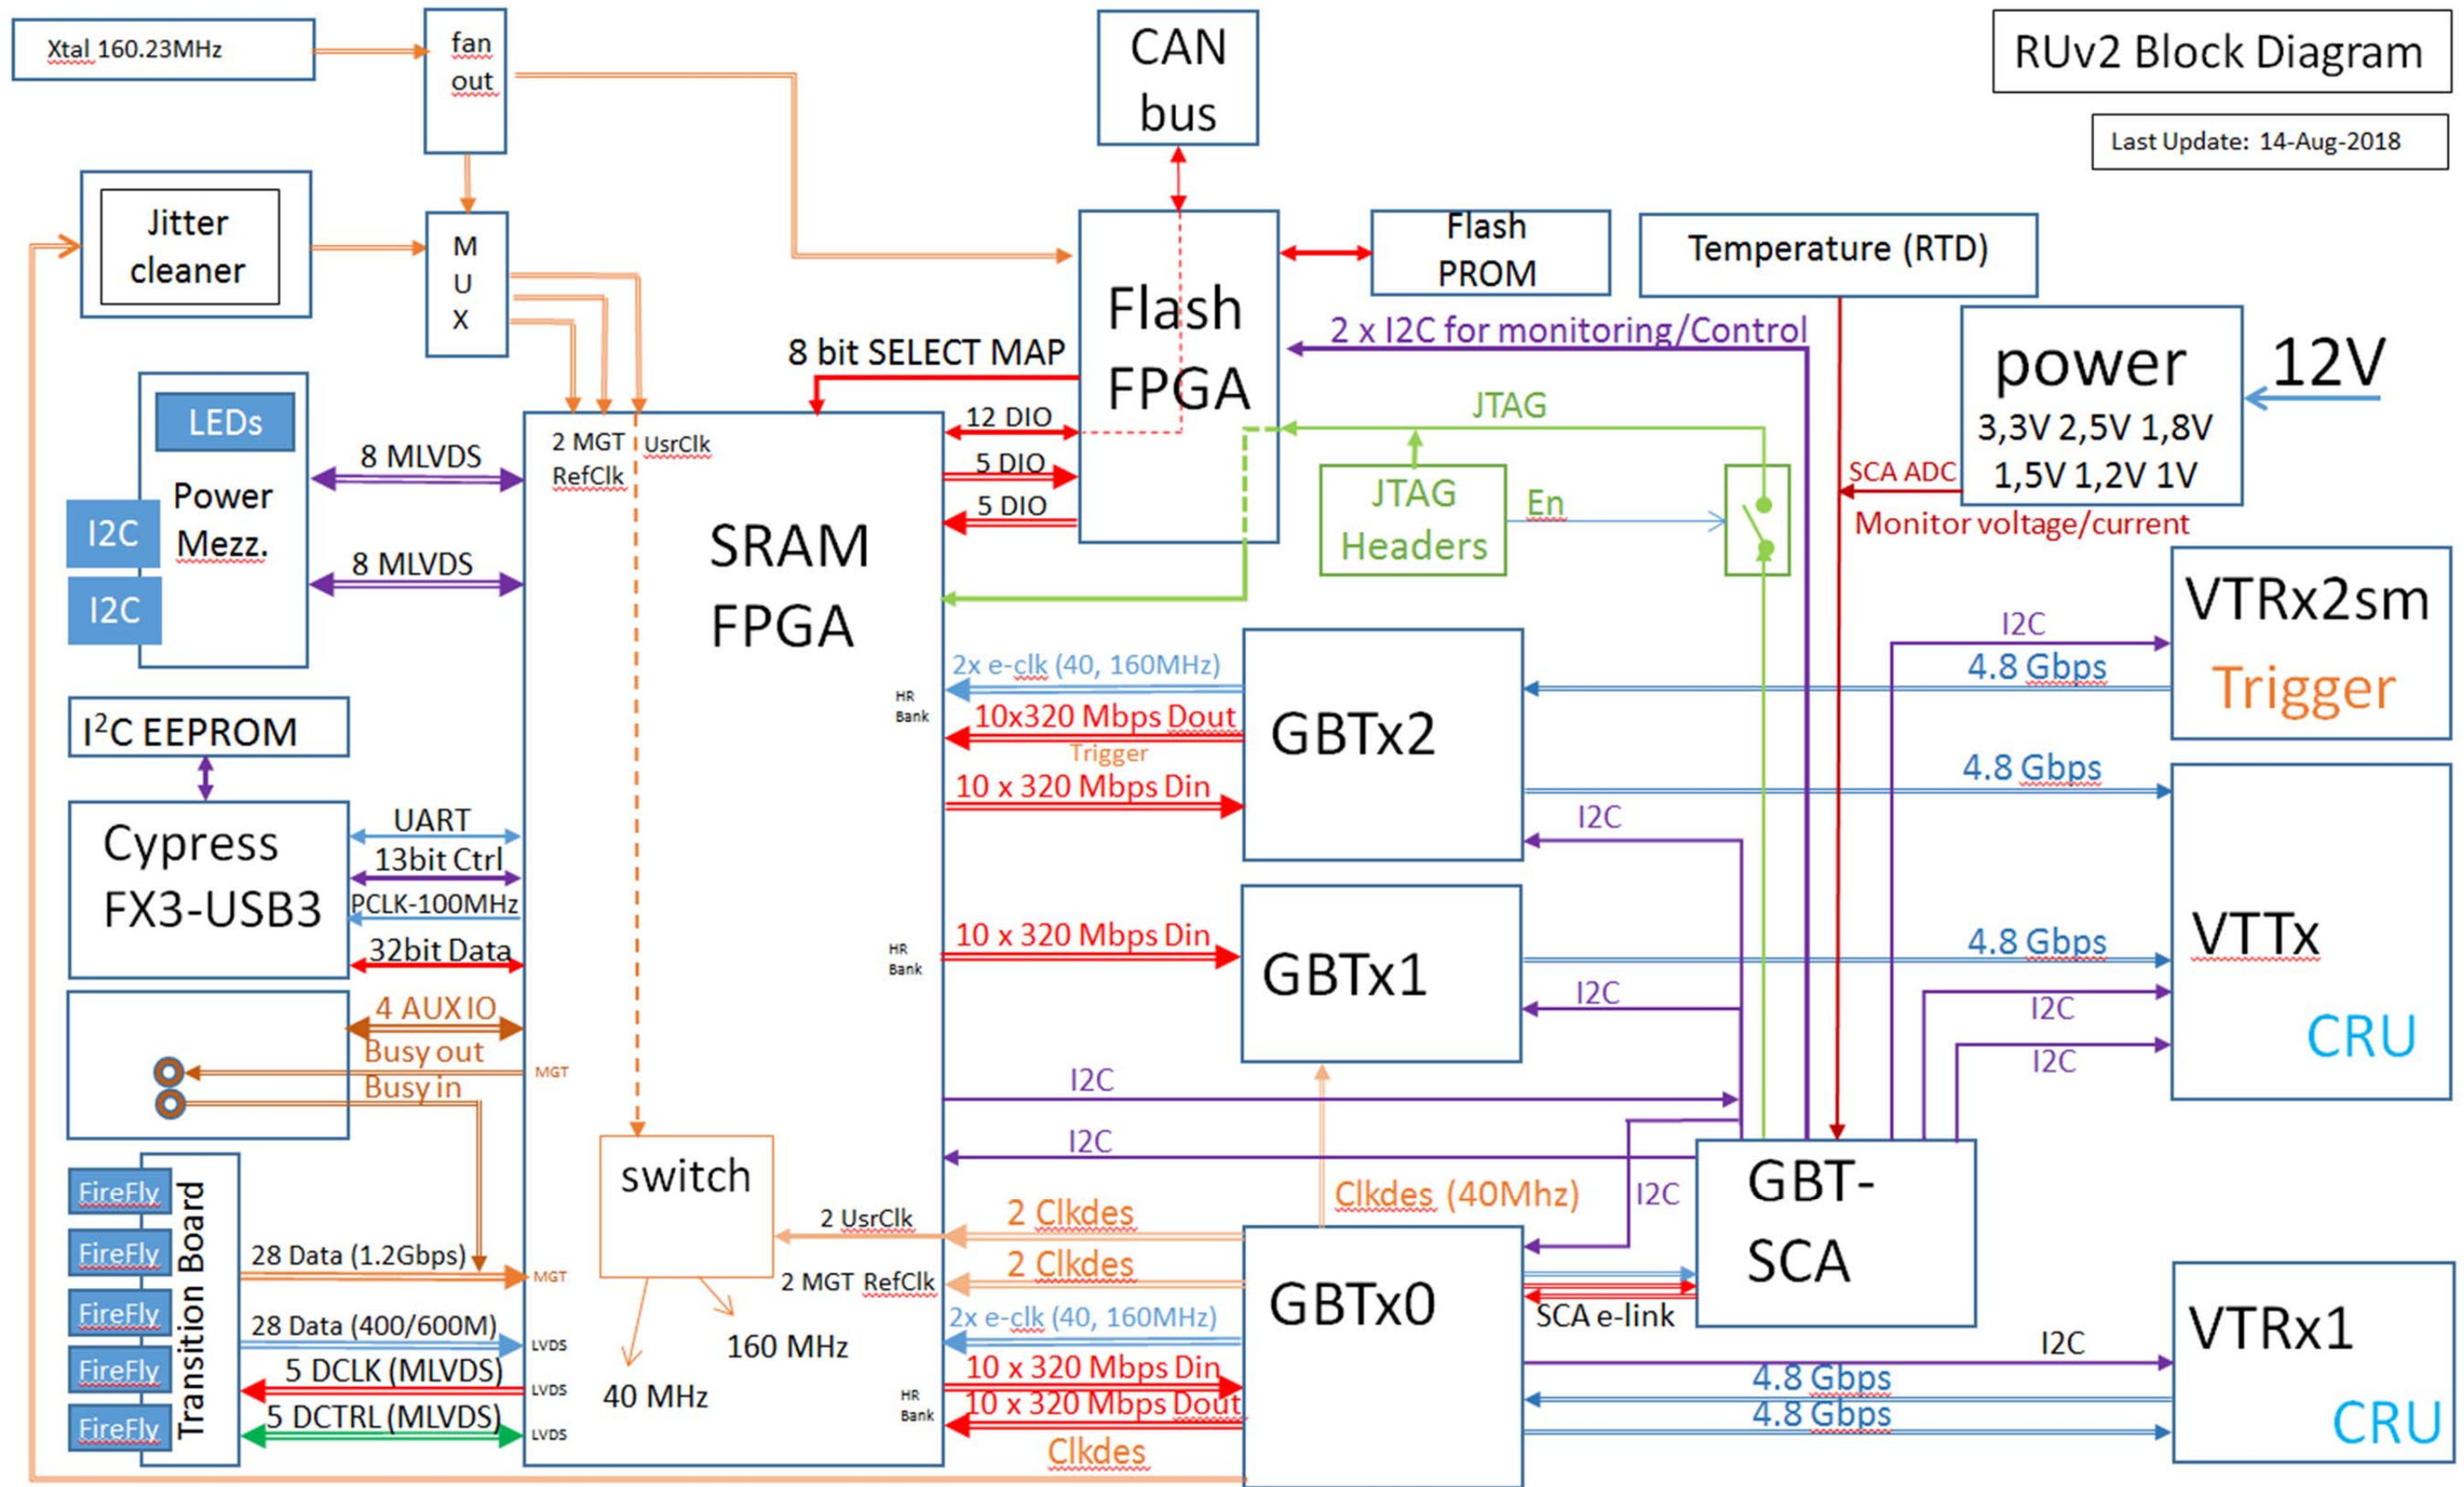 Xtal 160.23MHz
fan
out
CAN
bus
RUv2 Block Diagram
Last Update: 14-Aug-2018
Jitter
cleaner
M
U
X
Flash
FPGA
Flash
PROM
Temperature (RTD)
2 x I2C for monitoring/Control
power
3,3V 2,5V 1,8V
1,5V 1,2V 1V
12V
SCA ADC
Monitor voltage/current
8 bit SELECT MAP
12 DIO
5 DIO
5 DIO
JTAG
JTAG
Headers
En
LEDs
Power
Mezz.
I2C
I2C
8 MLVDS
8 MLVDS
2 MGT
RefClk
UsrClk
SRAM
FPGA
VTRx2sm
Trigger
I2C
4.8 Gbps
2x e-clk (40, 160MHz)
HR
Bank
10x320 Mbps Dout
Trigger
10 x 320 Mbps Din
GBTx2
4.8 Gbps
I2C
I²C EEPROM
Cypress
FX3-USB3
UART
13bit Ctrl
PCLK-100MHz
32bit Data
HR
Bank
10 x 320 Mbps Din
GBTx1
4.8 Gbps
I2C
VTTx
CRU
I2C
I2C
4 AUX IO
Busy out
Busy in
MGT
I2C
I2C
switch
2 UsrClk
2 Clkdes
2 Clkdes
2 MGT RefClk
Clkdes (40Mhz)
I2C
GBT-
SCA
SCA e-link
GBTx0
160 MHz
40 MHz
2x e-clk (40, 160MHz)
10 x 320 Mbps Din
10 x 320 Mbps Dout
HR
Bank
Clkdes
FireFly
FireFly
FireFly
FireFly
FireFly
Transition Board
28 Data (1.2Gbps)
MGT
28 Data (400/600M)
LVDS
5 DCLK (MLVDS)
LVDS
5 DCTRL (MLVDS)
LVDS
I2C
4.8 Gbps
4.8 Gbps
VTRx1
CRU